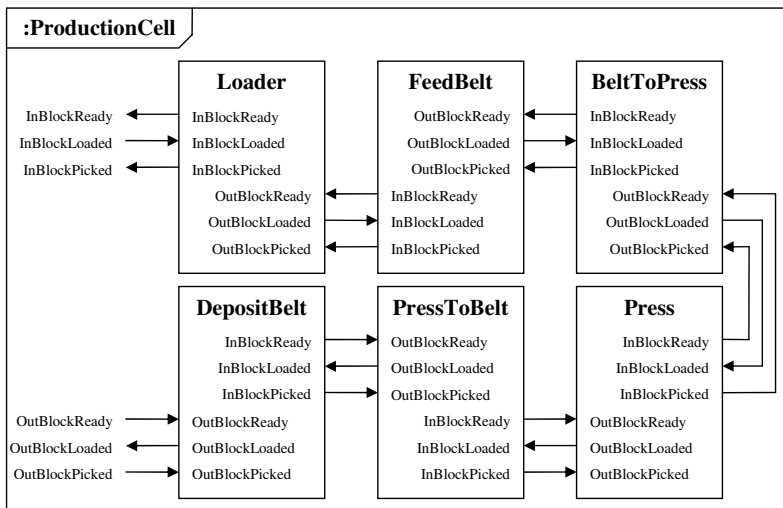 :ProductionCell
Loader
FeedBelt
BeltToPress
InBlockReady
InBlockReady
OutBlockReady
InBlockReady
InBlockLoaded
InBlockLoaded
OutBlockLoaded
InBlockLoaded
InBlockPicked
InBlockPicked
OutBlockPicked
InBlockPicked
OutBlockReady
InBlockReady
OutBlockReady
OutBlockLoaded
InBlockLoaded
OutBlockLoaded
OutBlockPicked
InBlockPicked
OutBlockPicked
DepositBelt
PressToBelt
Press
InBlockReady
OutBlockReady
InBlockReady
InBlockLoaded
OutBlockLoaded
InBlockLoaded
InBlockPicked
OutBlockPicked
InBlockPicked
OutBlockReady
OutBlockReady
InBlockReady
OutBlockReady
OutBlockLoaded
OutBlockLoaded
InBlockLoaded
OutBlockLoaded
OutBlockPicked
OutBlockPicked
InBlockPicked
OutBlockPicked